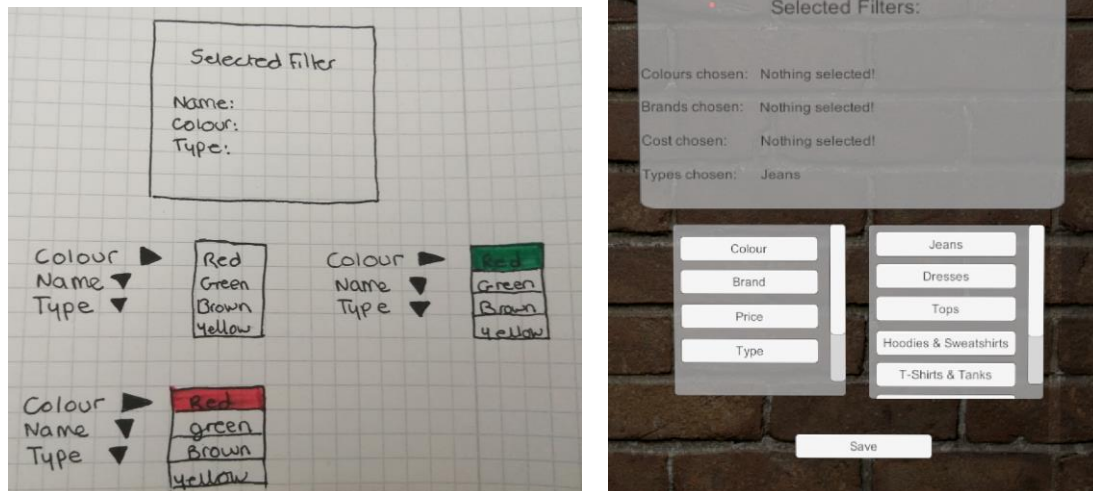 Selected Filter
Name:
Colour:
Type:
Colour
Name
Type
Red
Green
Brown
Yellow
Colour
Name
Type
Red
Green
Brown
Yellow
Colour
Name
Type
Red
green
Brown
yellow
Selected Filters:
Colours chosen: Nothing selected!
Brands chosen: Nothing selected!
Cost chosen: Nothing selected!
Types chosen: Jeans
Colour
Brand
Price
Type
Jeans
Dresses
Tops
Hoodies & Sweatshirts
T-Shirts & Tanks
Save